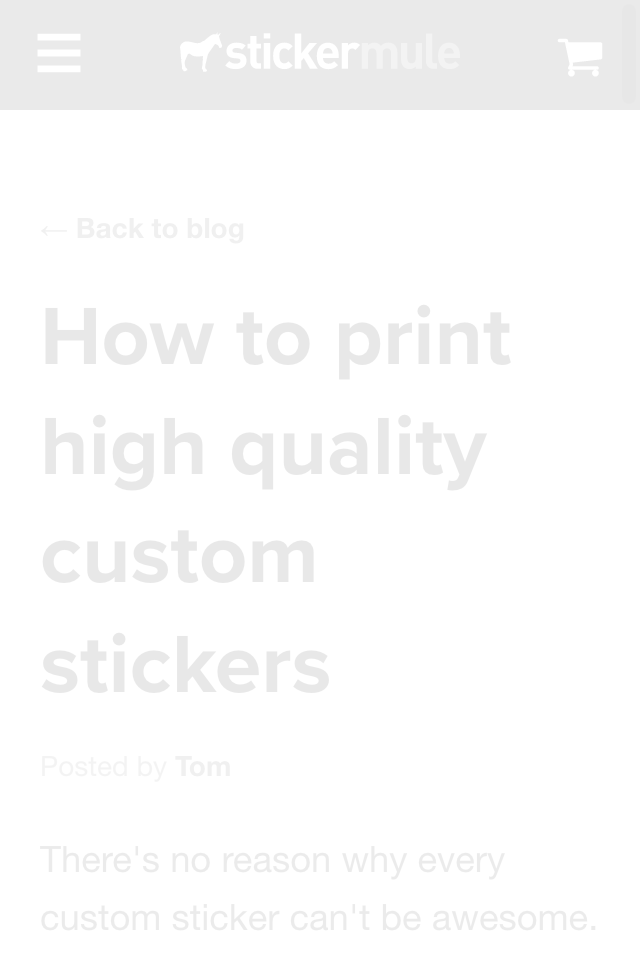 stickermule
← Back to blog
How to print
high quality
custom
stickers
Posted by Tom
There's no reason why every
custom sticker can't be awesome.